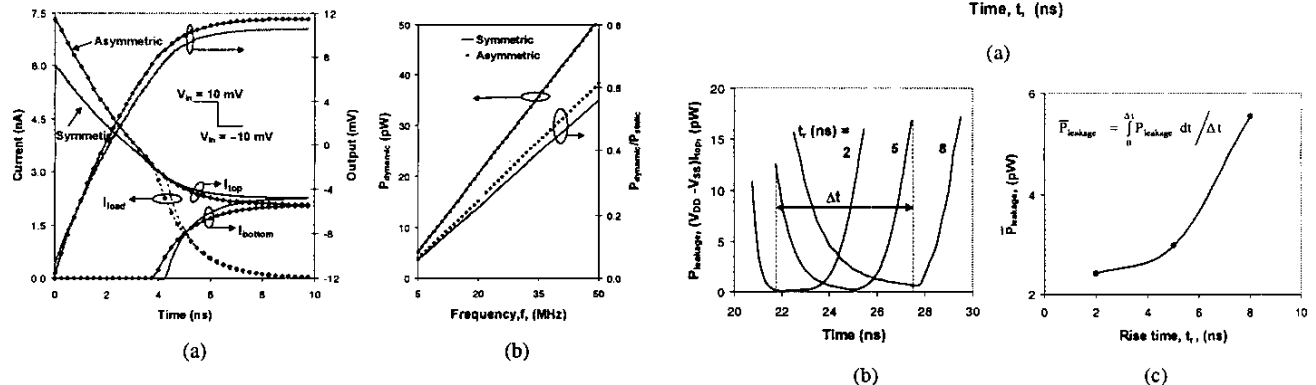 7.5
6.0
4.5
3.0
1.5
0.0
Current (nA)
Asymmetric
Symmetic
V_in = 10 mV
V_in = −10 mV
I_top
I_load
I_bottom
12
8
4
0
-4
-8
-12
Output (mV)
0 2 4 6 8 10
Time (ns)
(a)
50
40
30
20
10
0
P_dynamic (pW)
Symmetric
Asymmetric
0.8
0.6
0.4
0.2
0.0
5 20 35 50
Frequency,f, (MHz)
(b)
Time, t, (ns)
(a)
20
15
10
5
0
P_leakage, (V_DD -V_SS)I_top, (pW)
t_r (ns) =
2 5 8
Δt
20 22 24 26 28 30
Time (ns)
(b)
6
4
2
P_leakage, (pW)
P_leakage = ∫ 0 Δt P_leakage dt / Δt
0 2 4 6 8 10
Rise time, t_r, (ns)
(c)